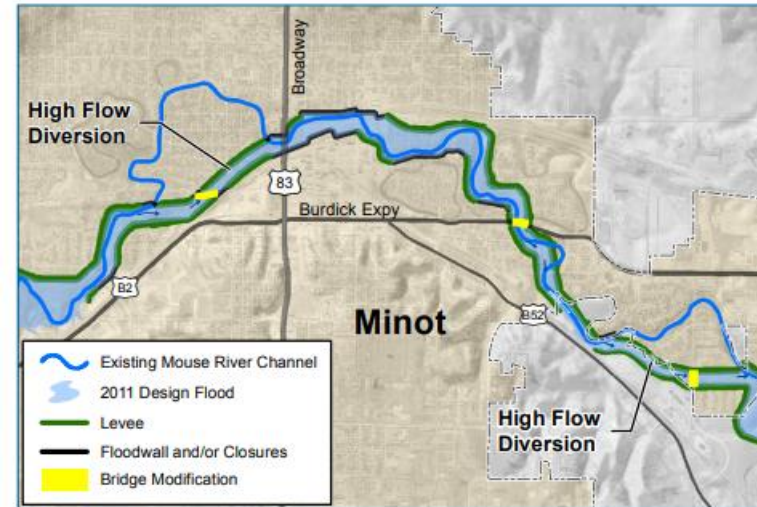 Broadway
High Flow
Diversion
83
Burdick Expy
B2
Minot
B52
High Flow
Diversion
Existing Mouse River Channel
2011 Design Flood
Levee
Floodwall and/or Closures
Bridge Modification